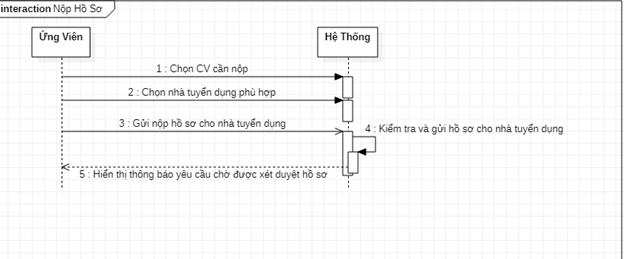 interaction Nộp Hồ Sơ
Ứng Viên
Hệ Thống
1 : Chọn CV cần nộp
2 : Chọn nhà tuyển dụng phù hợp
3 : Gửi nộp hồ sơ cho nhà tuyển dụng
4 : Kiểm tra và gửi hồ sơ cho nhà tuyển dụng
5 : Hiển thị thông báo yêu cầu chờ được xét duyệt hồ sơ